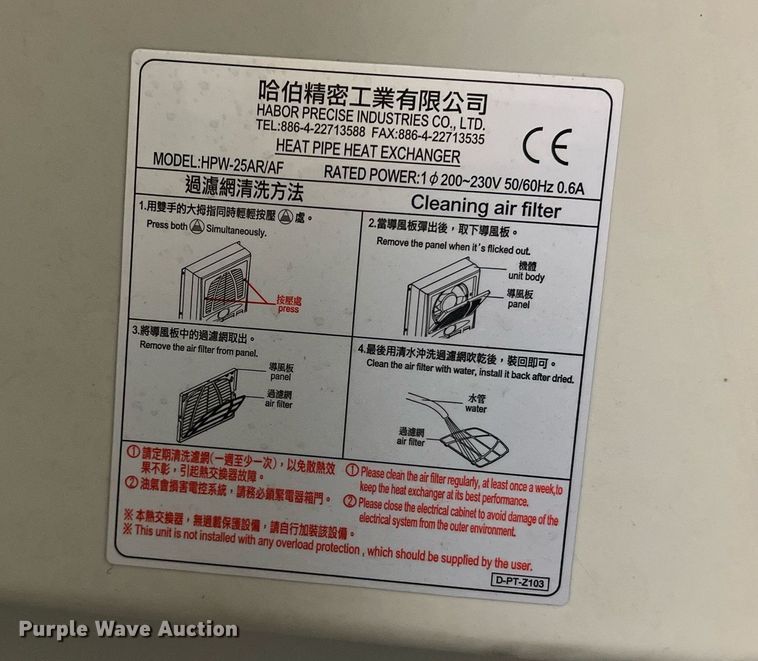 哈伯精密工業有限公司
HABOR PRECISE INDUSTRIES CO., LTD.
TEL:886-4-22713588 FAX:886-4-22713535
HEAT PIPE HEAT EXCHANGER
CE
MODEL:HPW-25AR/AF
RATED POWER:1φ200~230V 50/60Hz 0.6A
過濾網清洗方法
Cleaning air filter
1.用雙手的大拇指同時輕輕按壓 處。
Press both Simultaneously.
按壓處
press
2.當導風板彈出後，取下導風板。
Remove the panel when it's flicked out.
機體
unit body
導風板
panel
3.將導風板中的過濾網取出。
Remove the air filter from panel.
導風板
panel
過濾網
air filter
4.最後用清水沖洗過濾網吹乾後，裝回即可。
Clean the air filter with water, install it back after dried.
水管
water
過濾網
air filter
①請定期清洗濾網(一週至少一次)，以免散熱效
果不彰，引起熱交換器故障。
②油氣會損害電控系統，請務必鎖緊電器箱門。
①Please clean the air filter regularly, at least once a week,to
keep the heat exchanger at its best performance.
②Please close the electrical cabinet to avoid damage of the
electrical system from the outer environment.
※本熱交換器，無過載保護設備，請自行加裝該設備。
※This unit is not installed with any overload protection , which should be supplied by the user.
D-PT-Z103
Purple Wave Auction